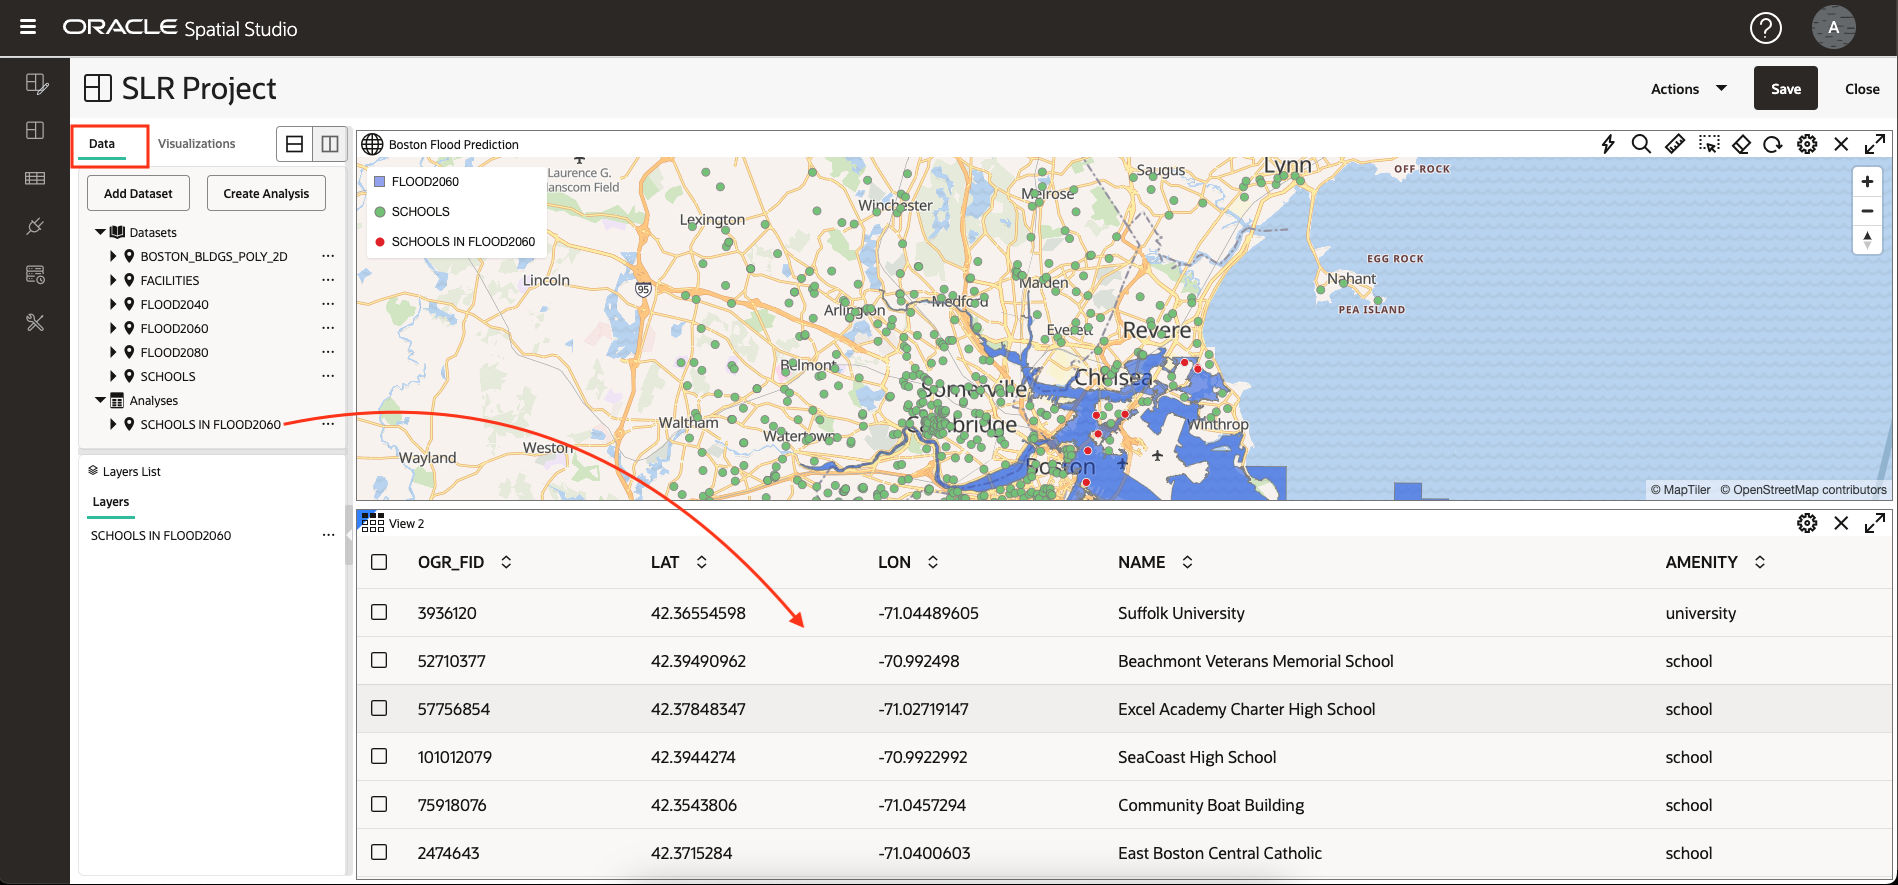 ORACLE Spatial Studio
?
A
SLR Project
Actions
Save
Close
Data
Visualizations
Add Dataset
Create Analysis
Datasets
BOSTON_BLDGS_POLY_2D
FACILITIES
FLOOD2040
FLOOD2060
FLOOD2080
SCHOOLS
Analyses
SCHOOLS IN FLOOD2060
Layers List
Layers
SCHOOLS IN FLOOD2060
Boston Flood Prediction
FLOOD2060
SCHOOLS
SCHOOLS IN FLOOD2060
Laurence G.
Hanscom Field
Lexington
Winchester
Melrose
Saugus
Lynn
OFF ROCK
EGG ROCK
Nahant
PEA ISLAND
Lincoln
95
Arlington
Medford
Malden
Everett
Revere
Belmont
Somerville
Chelsea
Waltham
Watertown
Cambridge
Winthrop
Weston
Wayland
Boston
© MapTiler © OpenStreetMap contributors
View 2
OGR_FID LAT LON NAME AMENITY
3936120 42.36554598 -71.04489605 Suffolk University university
52710377 42.39490962 -70.992498 Beachmont Veterans Memorial School school
57756854 42.37848347 -71.02719147 Excel Academy Charter High School school
101012079 42.3944274 -70.9922992 SeaCoast High School school
75918076 42.3543806 -71.0457294 Community Boat Building school
2474643 42.3715284 -71.0400603 East Boston Central Catholic school